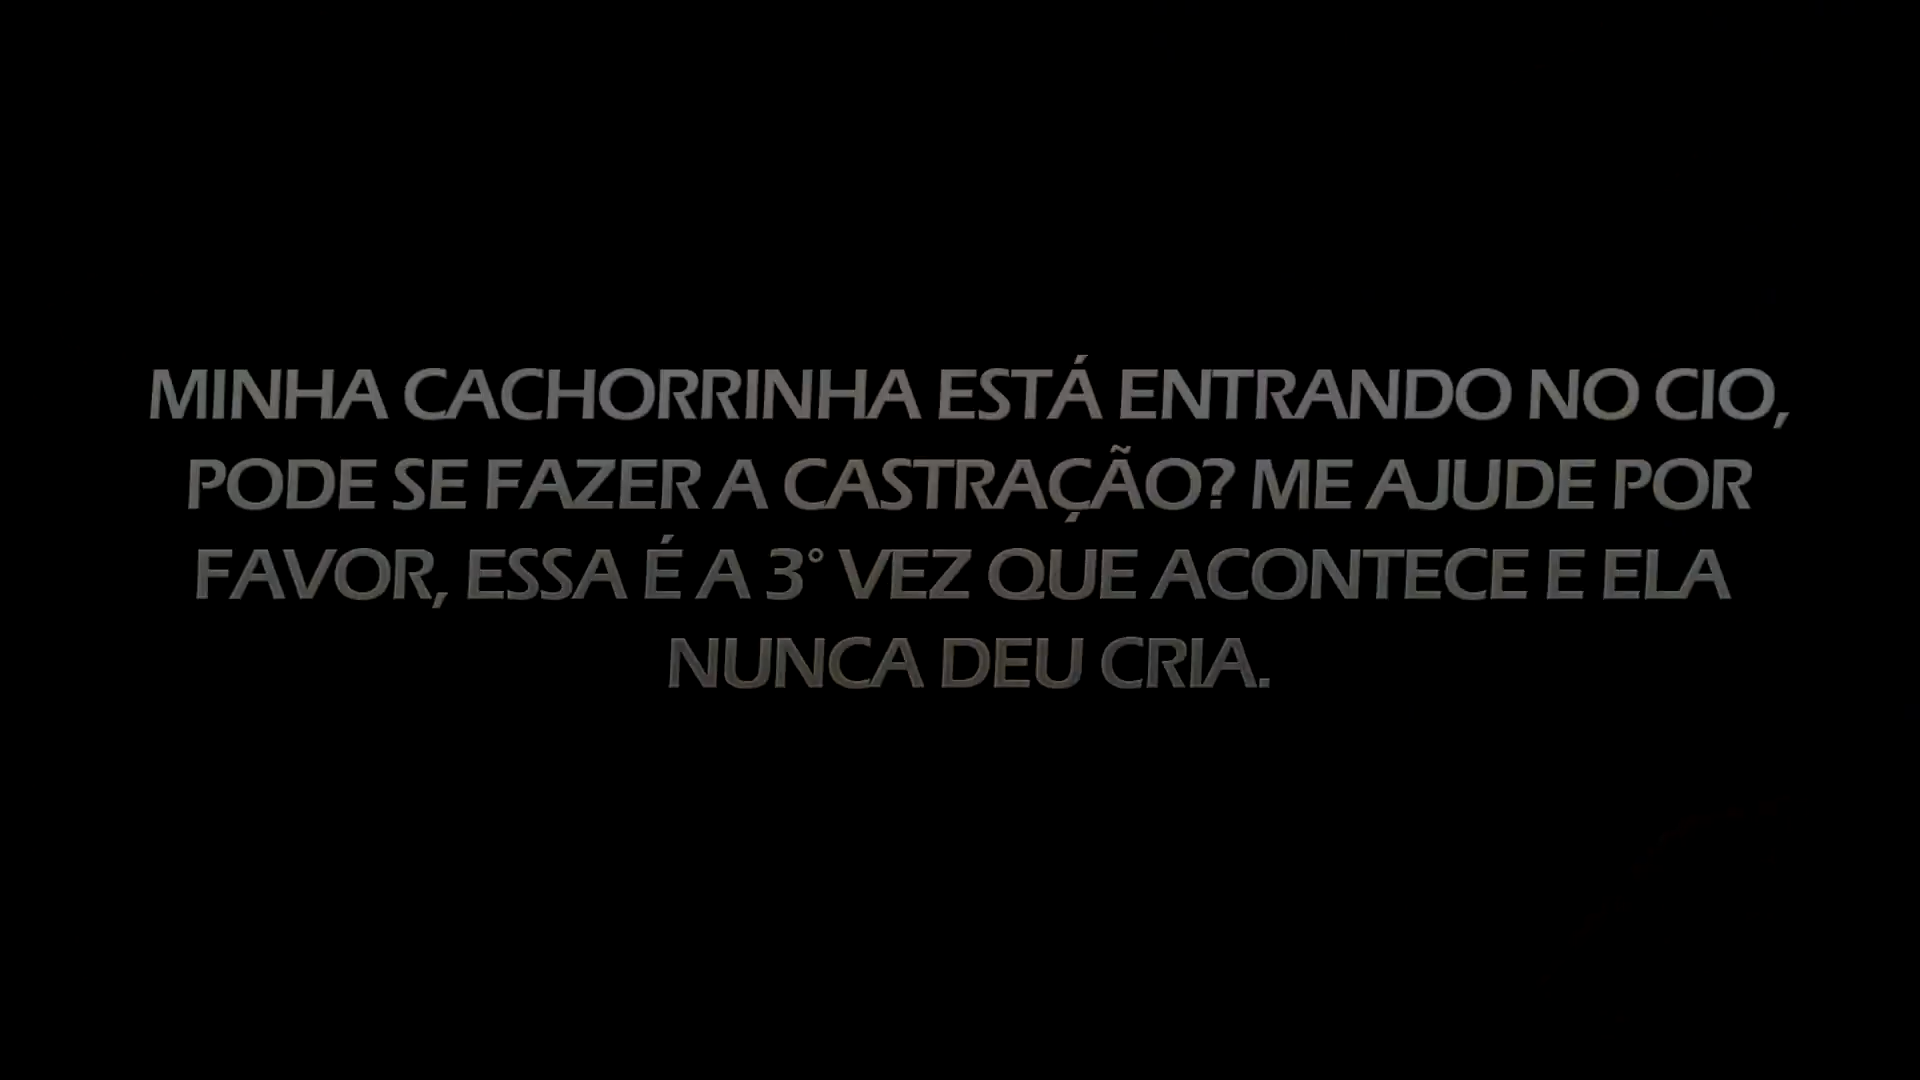 MINHA CACHORRINHA ESTÁ ENTRANDO NO CIO,
PODE SE FAZER A CASTRAÇÃO? ME AJUDE POR
FAVOR, ESSA É A 3° VEZ QUE ACONTECE E ELA
NUNCA DEU CRIA.